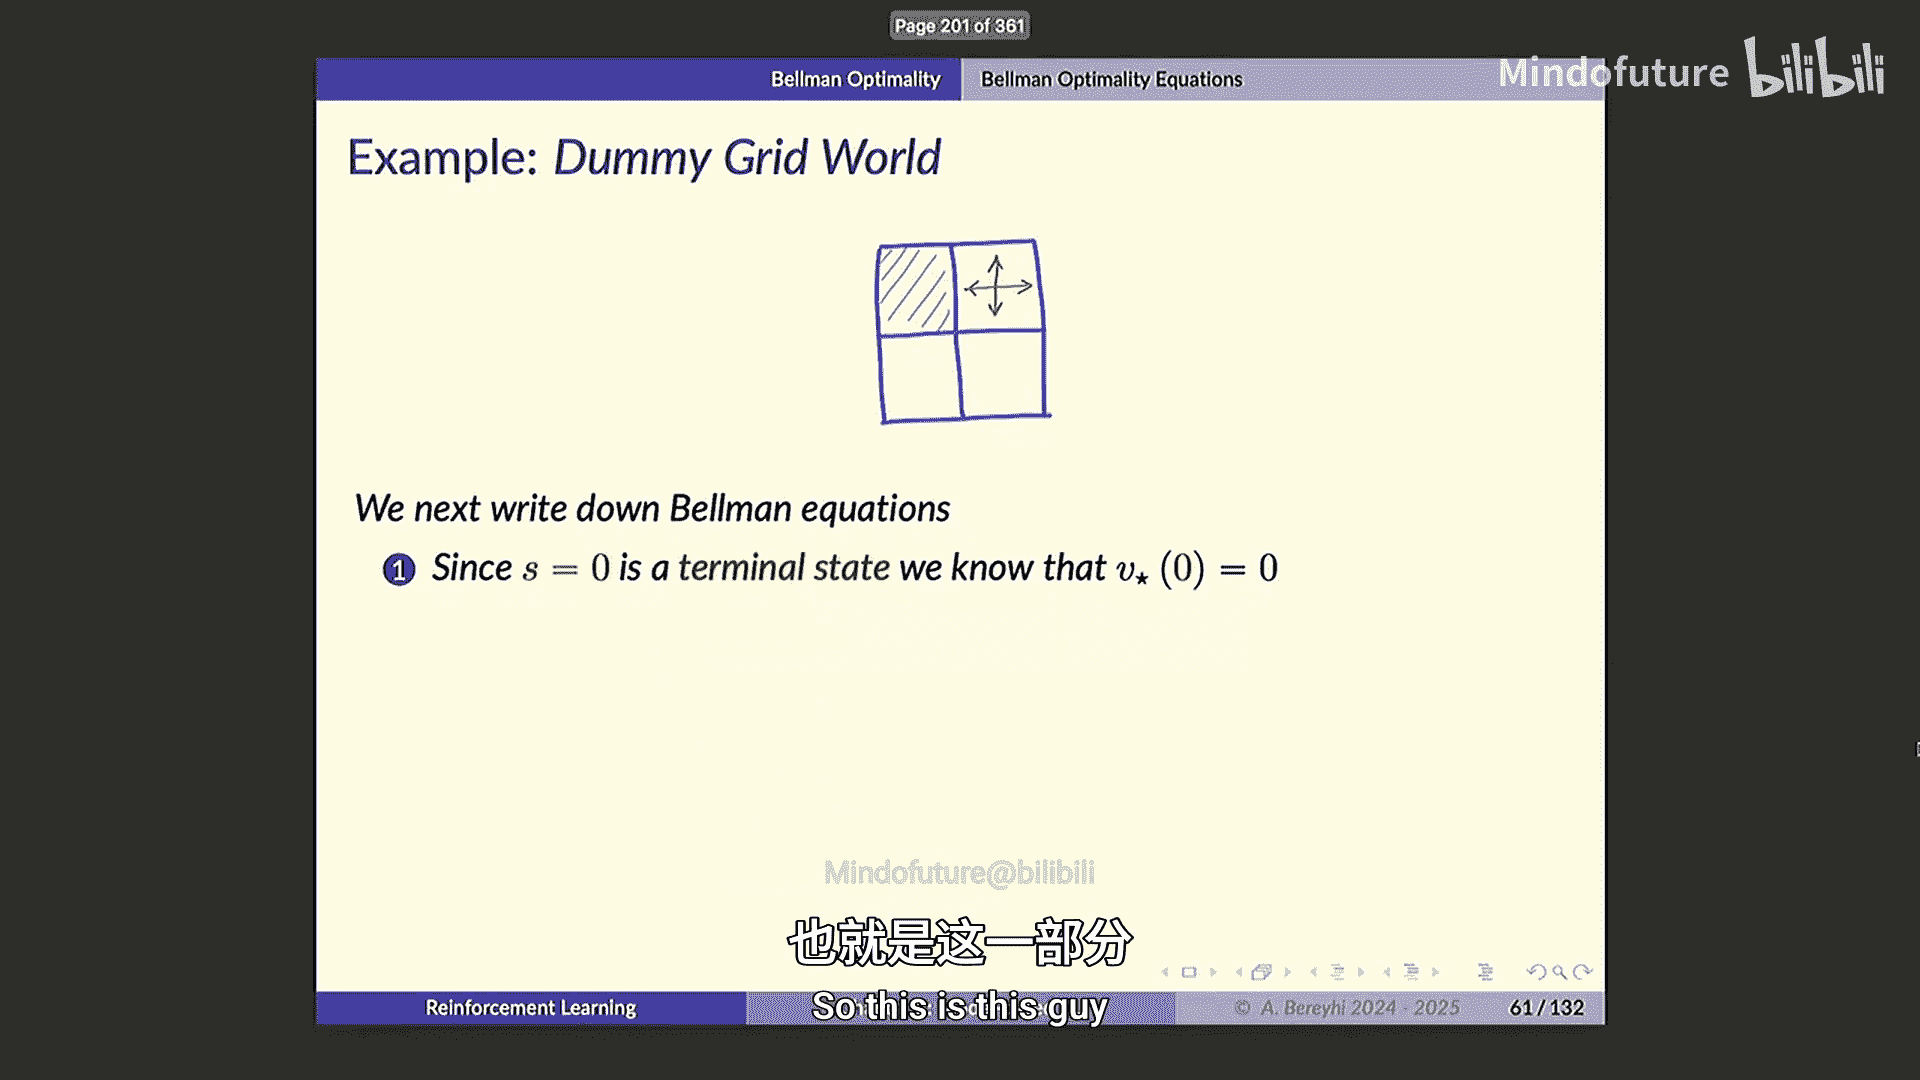 Page 201 of 361
Mindofuture bilibili
Bellman Optimality
Bellman Optimality Equations
Example: Dummy Grid World
We next write down Bellman equations
1 Since s = 0 is a terminal state we know that v⋆ (0) = 0
Mindofuture@bilibili
也就是这一部分
So this is this guy
Reinforcement Learning
© A. Bereyhi 2024 - 2025
61 / 132